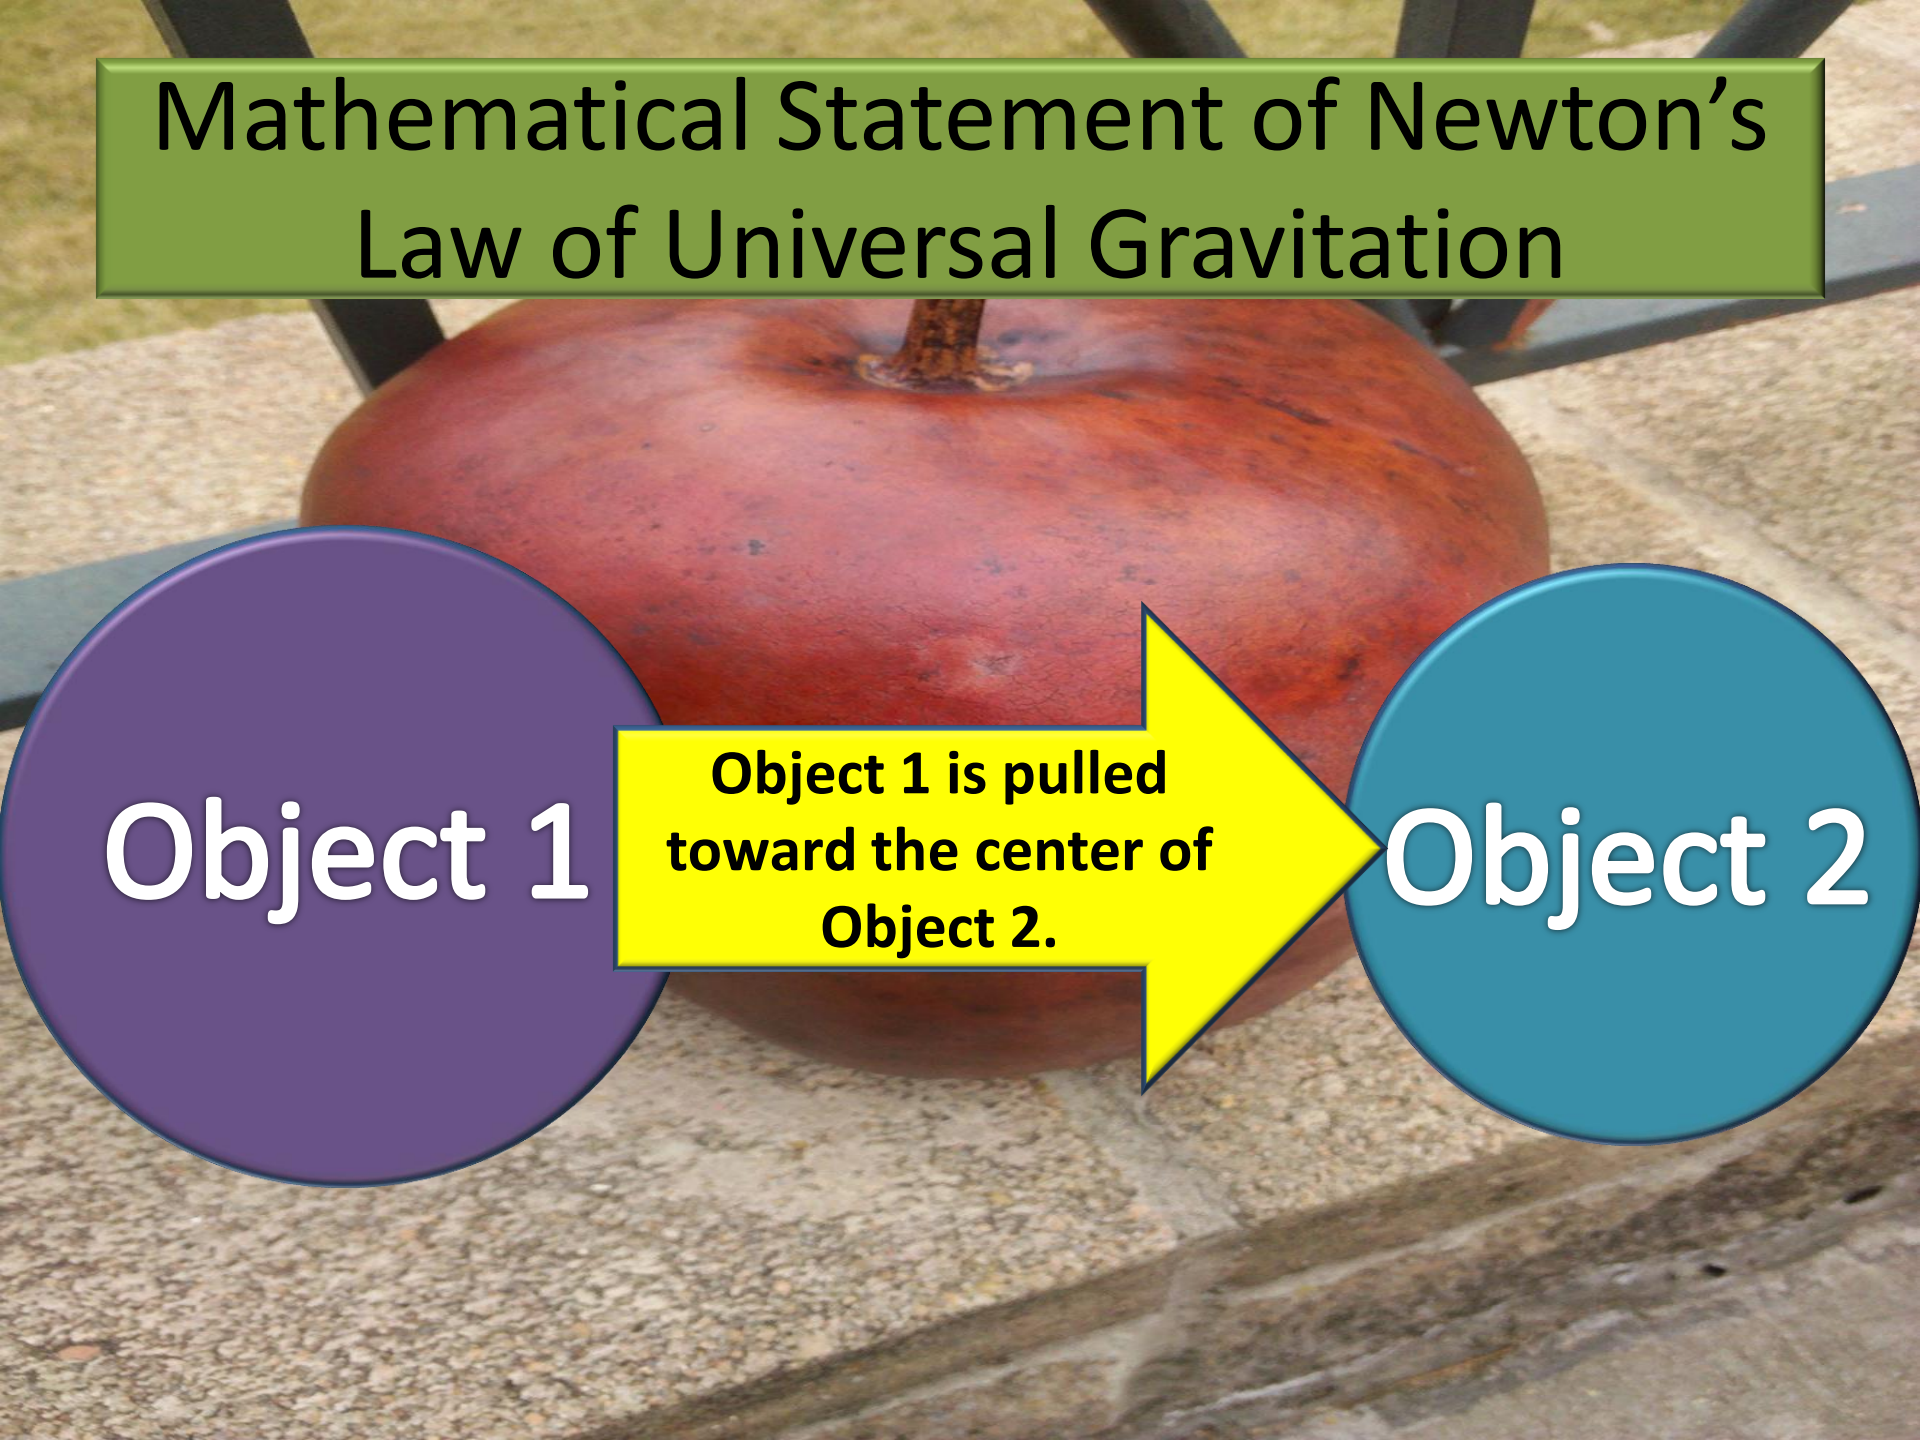 Mathematical Statement of Newton’s
Law of Universal Gravitation
Object 1
Object 1 is pulled
toward the center of
Object 2.
Object 2